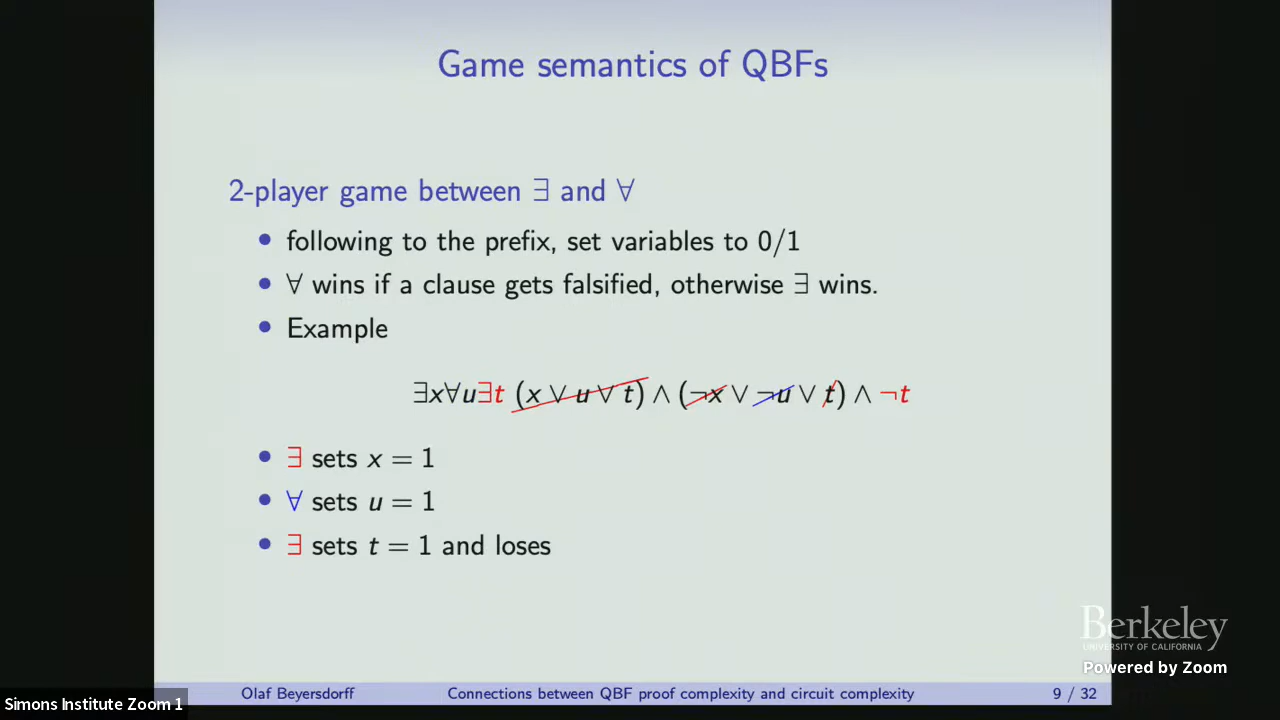 Game semantics of QBFs
2-player game between ∃ and ∀
• following to the prefix, set variables to 0/1
• ∀ wins if a clause gets falsified, otherwise ∃ wins.
• Example
∃x∀u∃t (x ∨ u ∨ t) ∧ (¬x ∨ ¬u ∨ t) ∧ ¬t
• ∃ sets x = 1
• ∀ sets u = 1
• ∃ sets t = 1 and loses
Berkeley
UNIVERSITY OF CALIFORNIA
Powered by Zoom
Olaf Beyersdorff Connections between QBF proof complexity and circuit complexity 9 / 32
Simons Institute Zoom 1